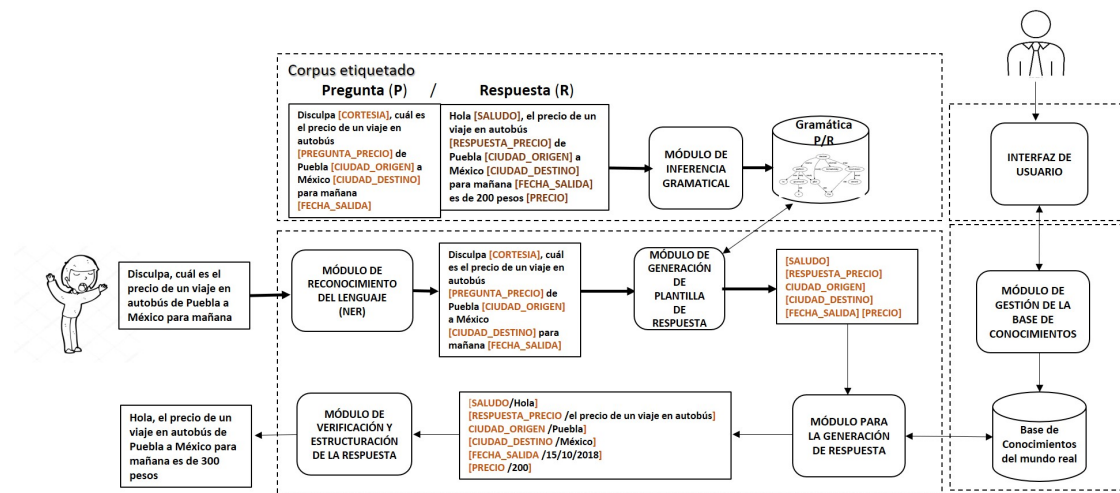 Corpus etiquetado
Pregunta (P) / Respuesta (R)
Disculpa [CORTESIA], cuál es
el precio de un viaje en
autobús
[PREGUNTA_PRECIO] de
Puebla [CIUDAD_ORIGEN] a
México [CIUDAD_DESTINO]
para mañana
[FECHA_SALIDA]
Hola [SALUDO], el precio de un
viaje en autobús
[RESPUESTA_PRECIO] de
Puebla [CIUDAD_ORIGEN] a
México [CIUDAD_DESTINO]
para mañana [FECHA_SALIDA]
es de 200 pesos [PRECIO]
MÓDULO DE
INFERENCIA
GRAMATICAL
Gramática
P/R
INTERFAZ DE
USUARIO
Disculpa, cuál es el
precio de un viaje en
autobús de Puebla a
México para mañana
MÓDULO DE
RECONOCIMIENTO
DEL LENGUAJE
(NER)
Disculpa [CORTESIA], cuál
es el precio de un viaje en
autobús
[PREGUNTA_PRECIO] de
Puebla [CIUDAD_ORIGEN]
a México
[CIUDAD_DESTINO] para
mañana [FECHA_SALIDA]
MÓDULO DE
GENERACIÓN
DE
PLANTILLA
DE
RESPUESTA
[SALUDO]
[RESPUESTA_PRECIO]
CIUDAD_ORIGEN]
[CIUDAD_DESTINO]
[FECHA_SALIDA] [PRECIO]
MÓDULO DE
GESTIÓN DE LA
BASE DE
CONOCIMIENTOS
Hola, el precio de un
viaje en autobús de
Puebla a México para
mañana es de 300
pesos
MÓDULO DE
VERIFICACIÓN Y
ESTRUCTURACIÓN
DE LA RESPUESTA
[SALUDO/Hola]
[RESPUESTA_PRECIO /el precio de un viaje en autobús]
CIUDAD_ORIGEN /Puebla]
[CIUDAD_DESTINO /México]
[FECHA_SALIDA /15/10/2018]
[PRECIO /200]
MÓDULO PARA
LA GENERACIÓN
DE RESPUESTA
Base de
Conocimientos
del mundo real